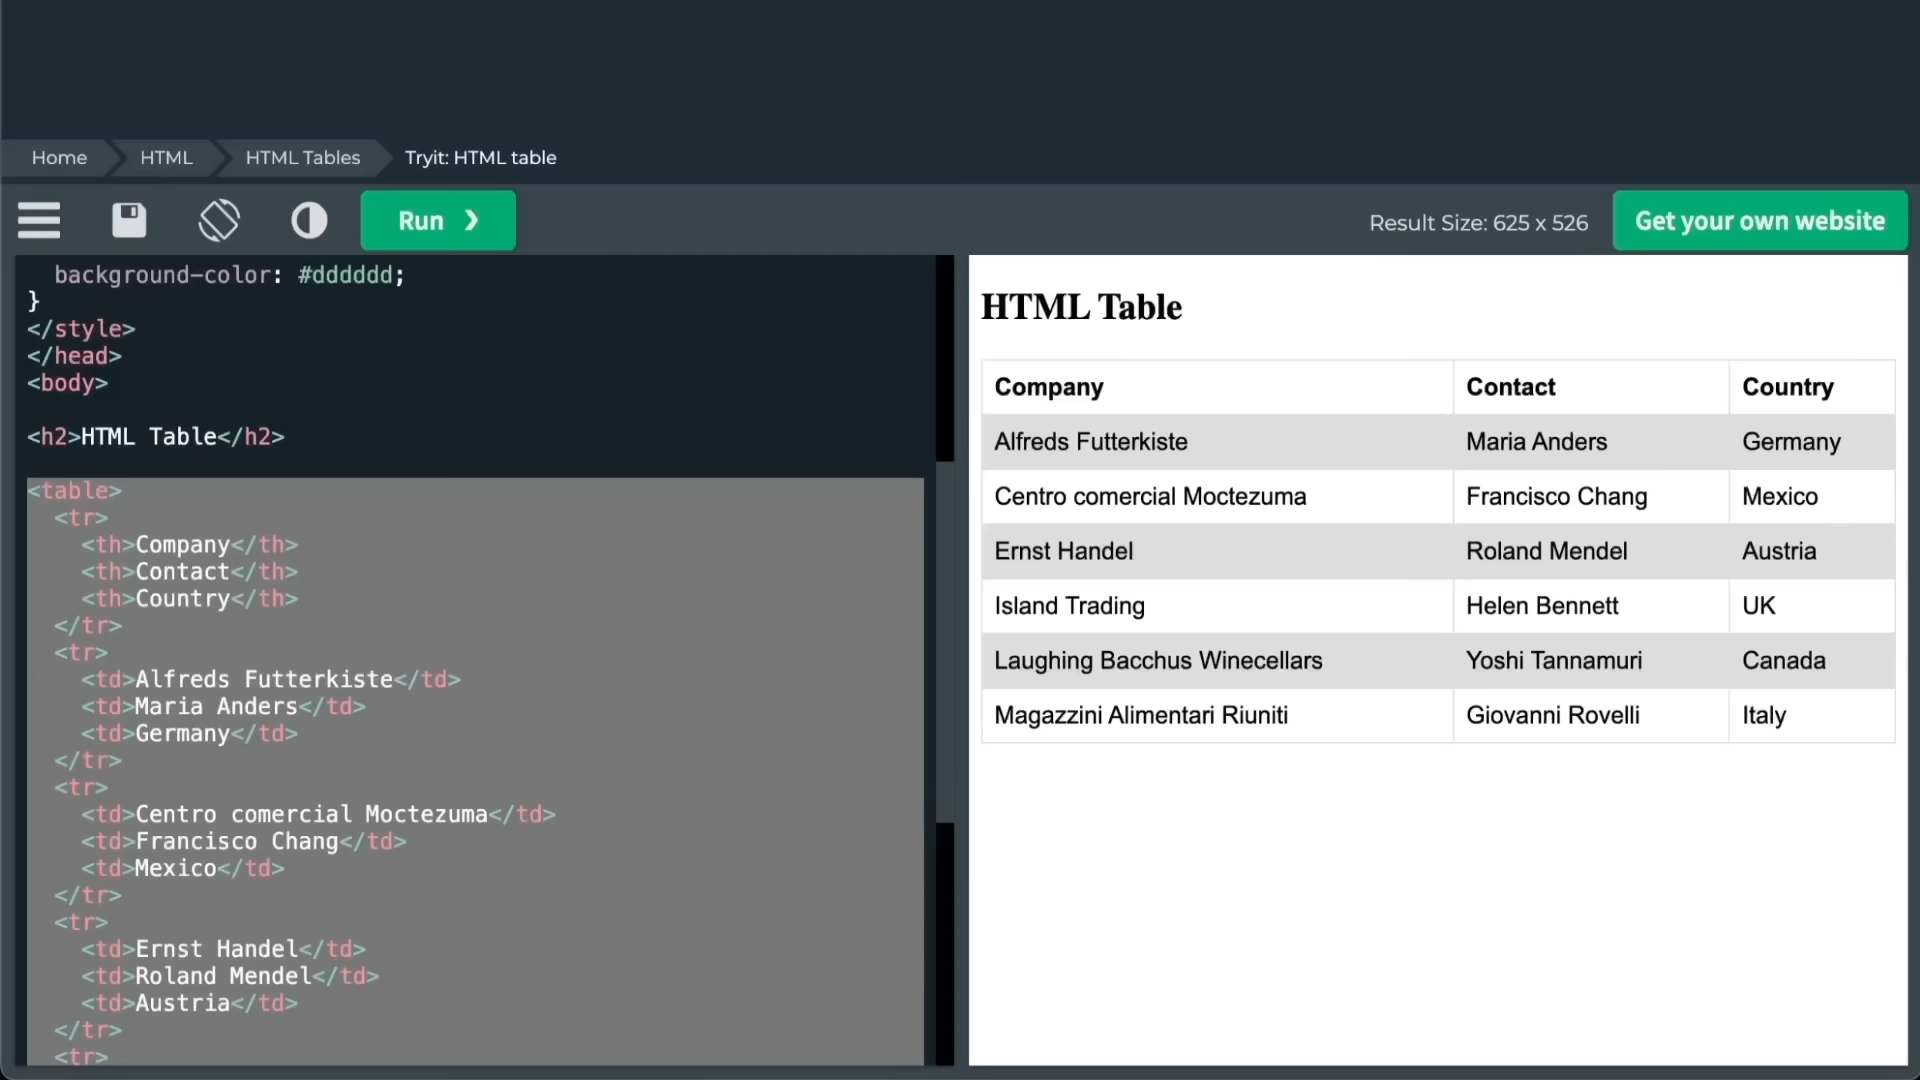 Home HTML HTML Tables Tryit: HTML table
Run ❯ Result Size: 625 x 526 Get your own website
background-color: #dddddd;
}
</style>
</head>
<body>
<h2>HTML Table</h2>
<table>
<tr>
<th>Company</th>
<th>Contact</th>
<th>Country</th>
</tr>
<tr>
<td>Alfreds Futterkiste</td>
<td>Maria Anders</td>
<td>Germany</td>
</tr>
<tr>
<td>Centro comercial Moctezuma</td>
<td>Francisco Chang</td>
<td>Mexico</td>
</tr>
<tr>
<td>Ernst Handel</td>
<td>Roland Mendel</td>
<td>Austria</td>
</tr>
<tr>
HTML Table
Company Contact Country
Alfreds Futterkiste Maria Anders Germany
Centro comercial Moctezuma Francisco Chang Mexico
Ernst Handel Roland Mendel Austria
Island Trading Helen Bennett UK
Laughing Bacchus Winecellars Yoshi Tannamuri Canada
Magazzini Alimentari Riuniti Giovanni Rovelli Italy